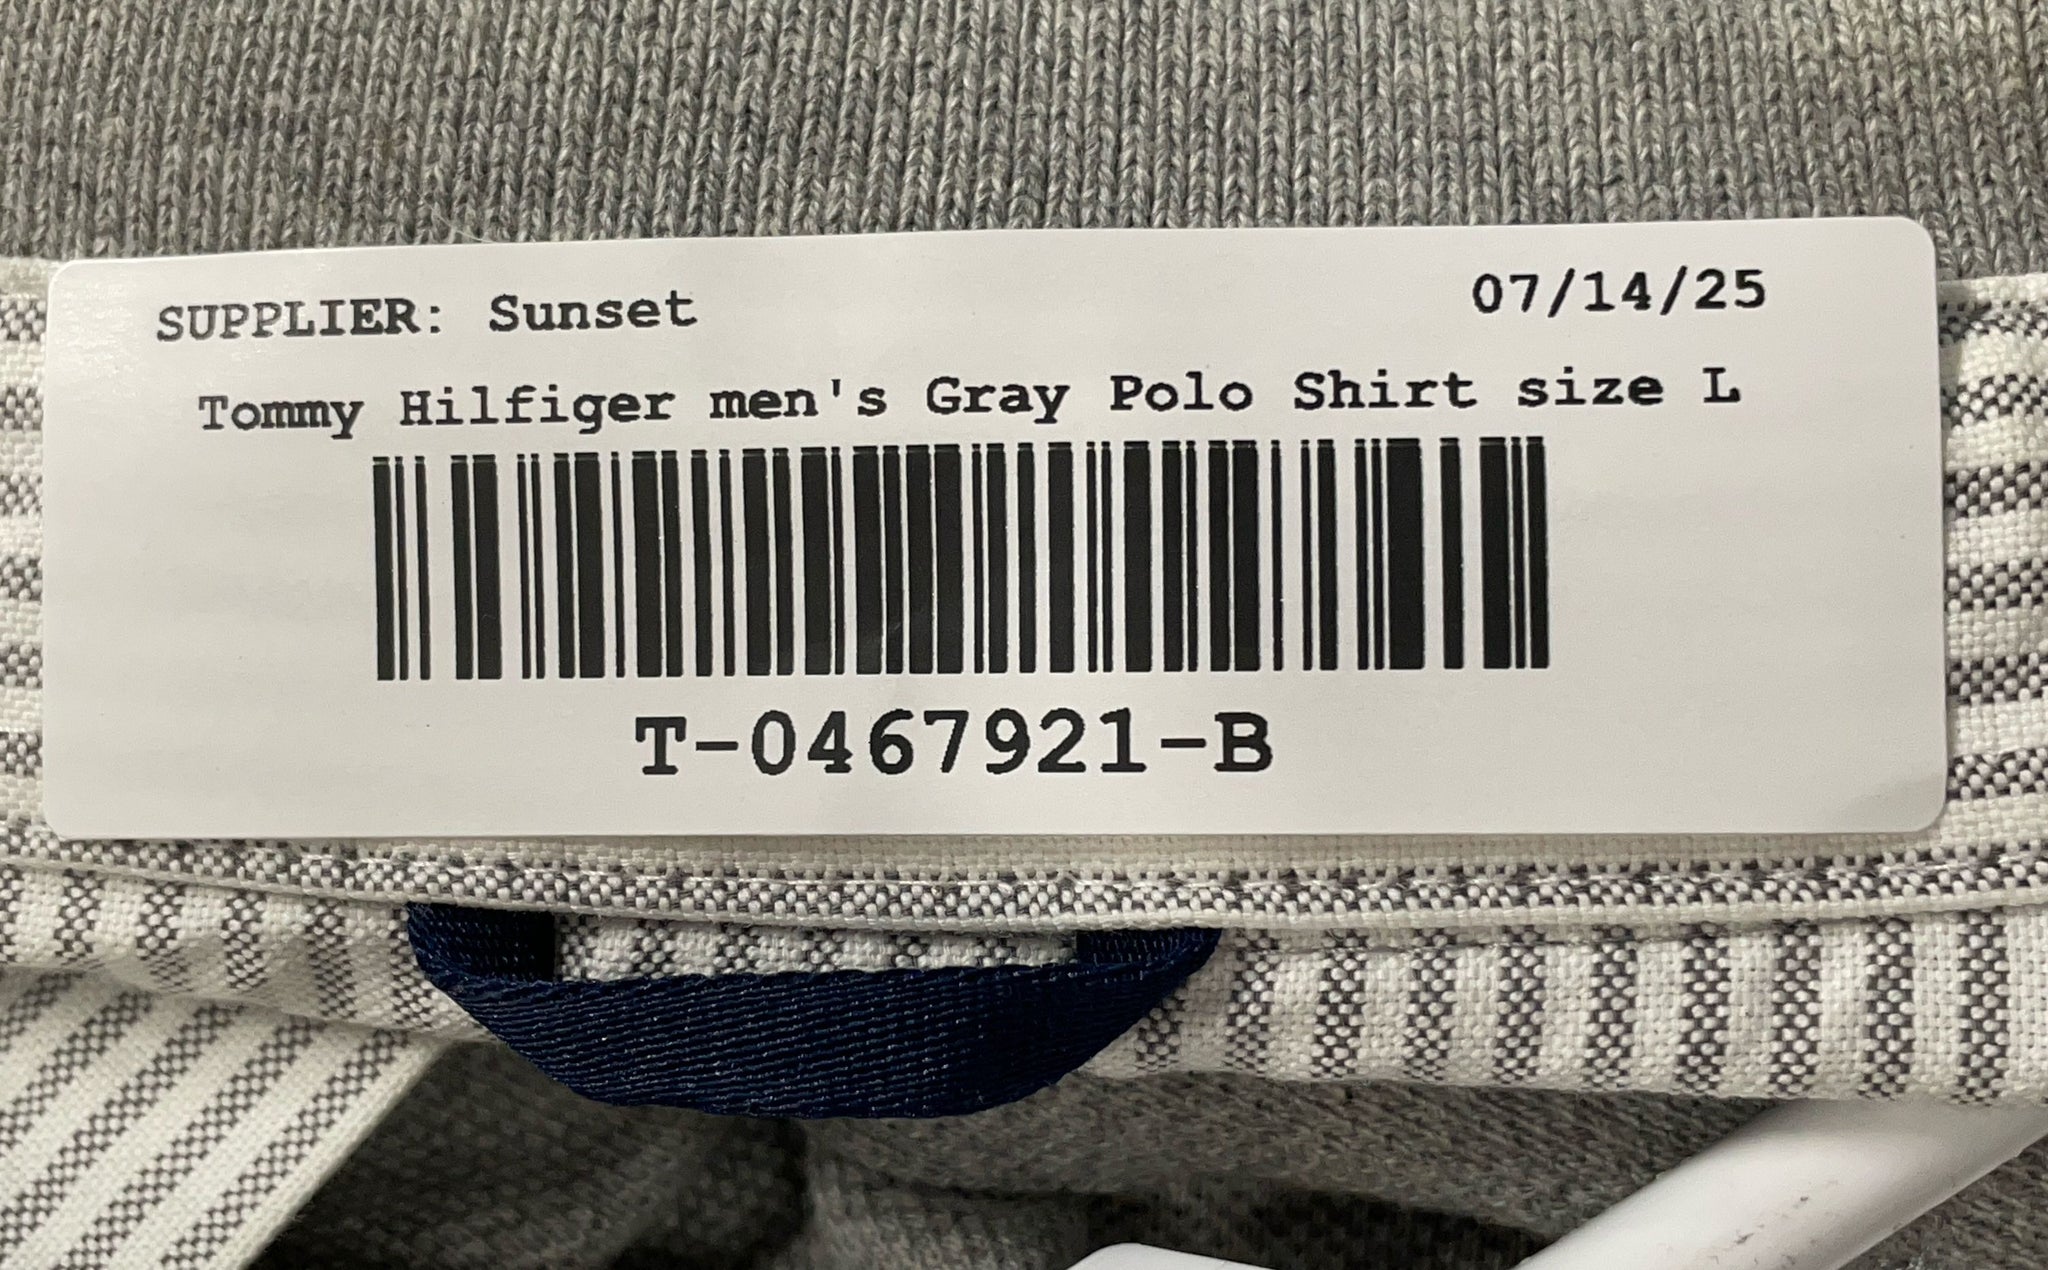 SUPPLIER: Sunset 07/14/25
Tommy Hilfiger men's Gray Polo Shirt size L
T-0467921-B